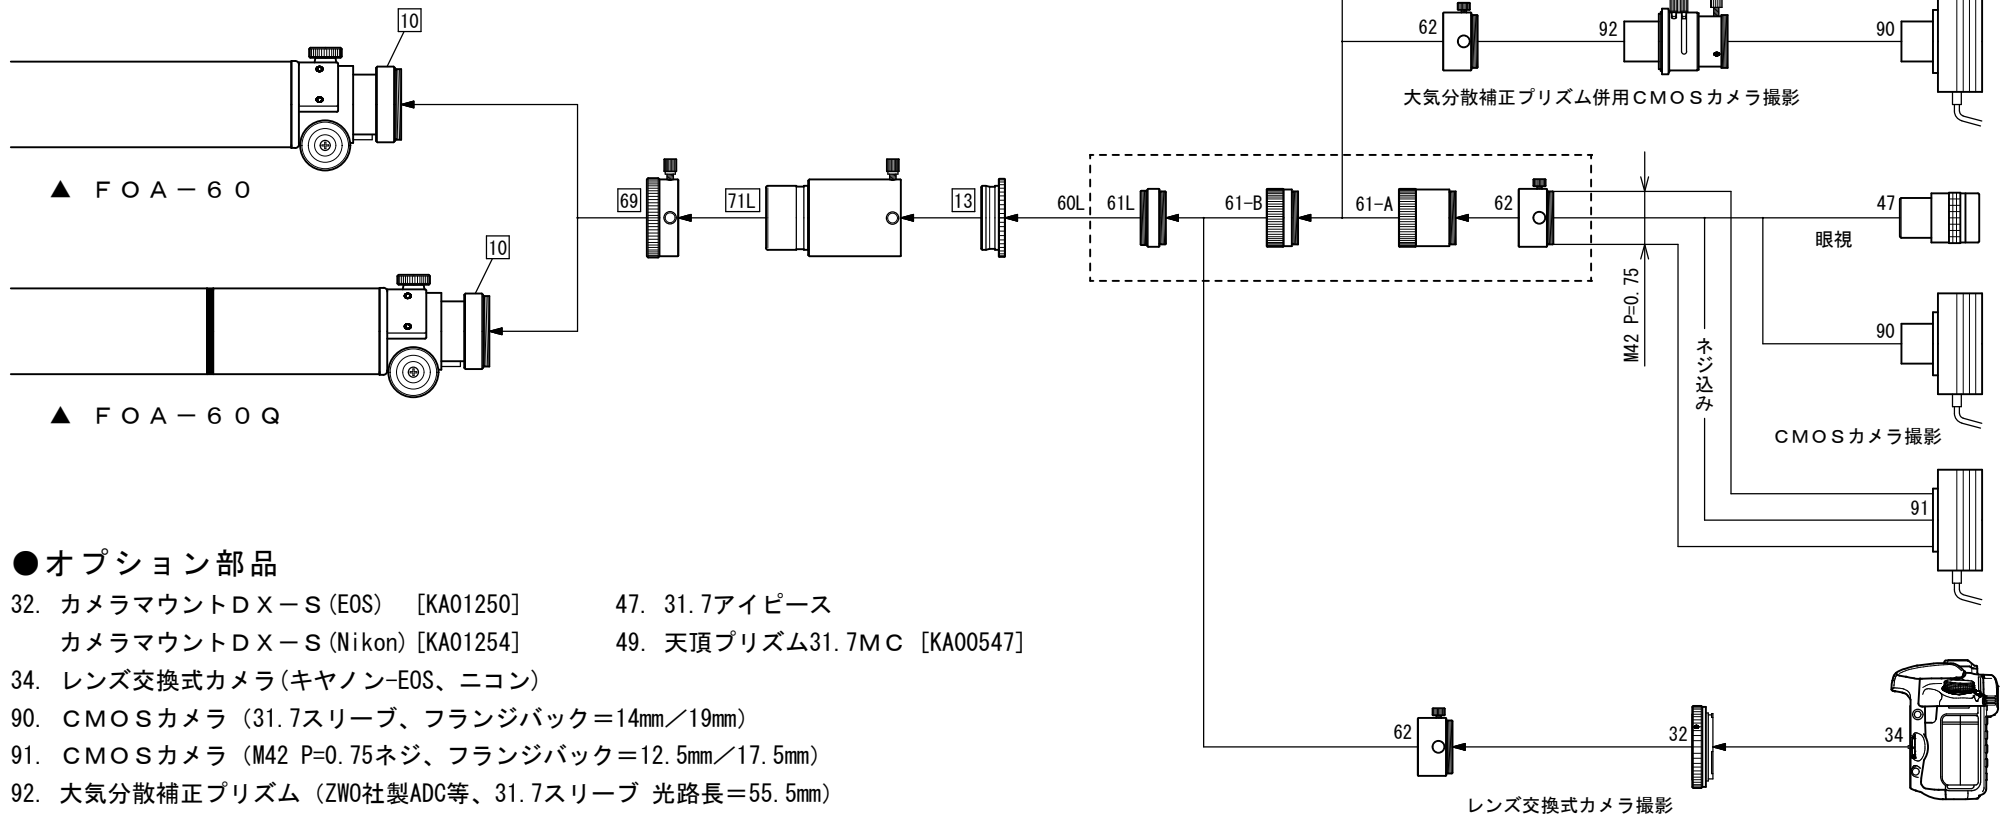 10
62
92
90
大気分散補正プリズム併用CMOSカメラ撮影
▲ FOA-60
69
71L
13
60L
61L
61-B
61-A
62
47
眼視
10
M42 P=0.75
ネジ込み
90
▲ FOA-60Q
CMOSカメラ撮影
91
●オプション部品
32. カメラマウントDX-S(EOS) [KA01250]
カメラマウントDX-S(Nikon)[KA01254]
34. レンズ交換式カメラ(キヤノン-EOS、ニコン)
90. CMOSカメラ (31.7スリーブ、フランジバック=14mm/19mm)
91. CMOSカメラ (M42 P=0.75ネジ、フランジバック=12.5mm/17.5mm)
92. 大気分散補正プリズム (ZWO社製ADC等、31.7スリーブ 光路長=55.5mm)
47. 31.7アイピース
49. 天頂プリズム31.7MC [KA00547]
62
32
34
レンズ交換式カメラ撮影